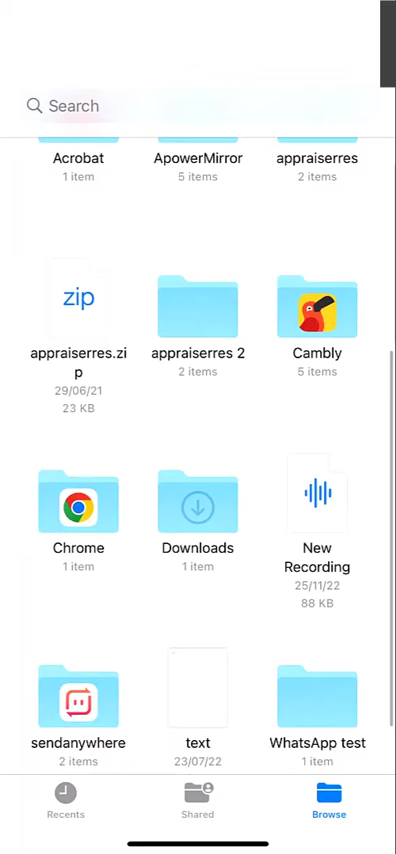 Search
Acrobat
ApowerMirror
appraiserres
1 item
5 items
2 items
zip
appraiserres.zi
p
29/06/21
23 KB
appraiserres 2
2 items
Cambly
5 items
Chrome
1 item
Downloads
1 item
New
Recording
25/11/22
88 KB
sendanywhere
2 items
text
23/07/22
WhatsApp test
1 item
Recents
Shared
Browse